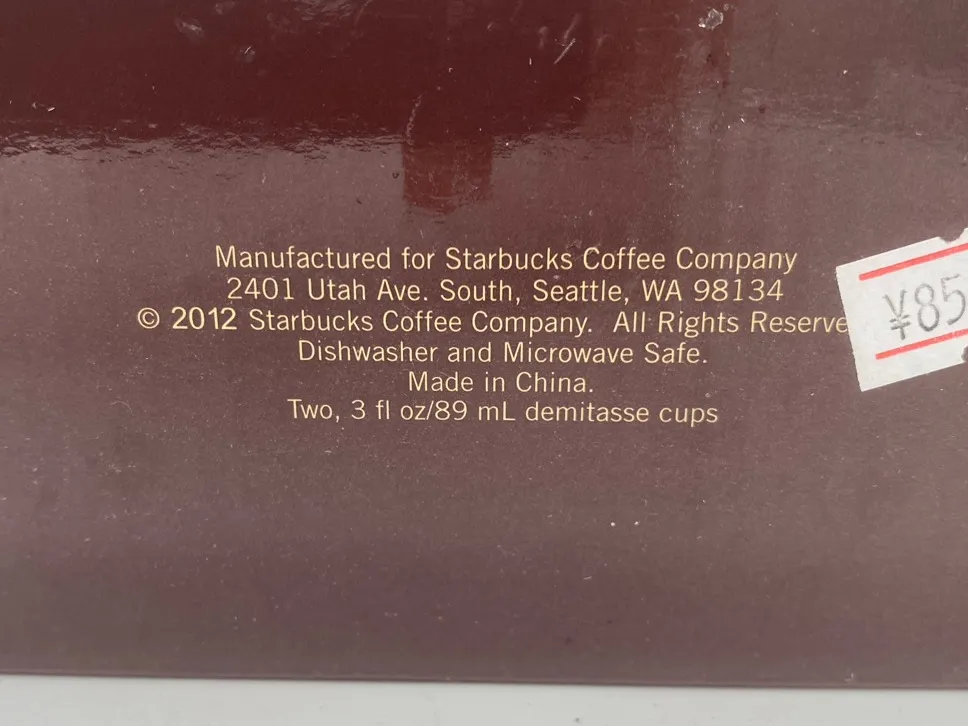 Manufactured for Starbucks Coffee Company
2401 Utah Ave. South, Seattle, WA 98134
© 2012 Starbucks Coffee Company. All Rights Reserve
Dishwasher and Microwave Safe.
Made in China.
Two, 3 fl oz/89 mL demitasse cups
¥85